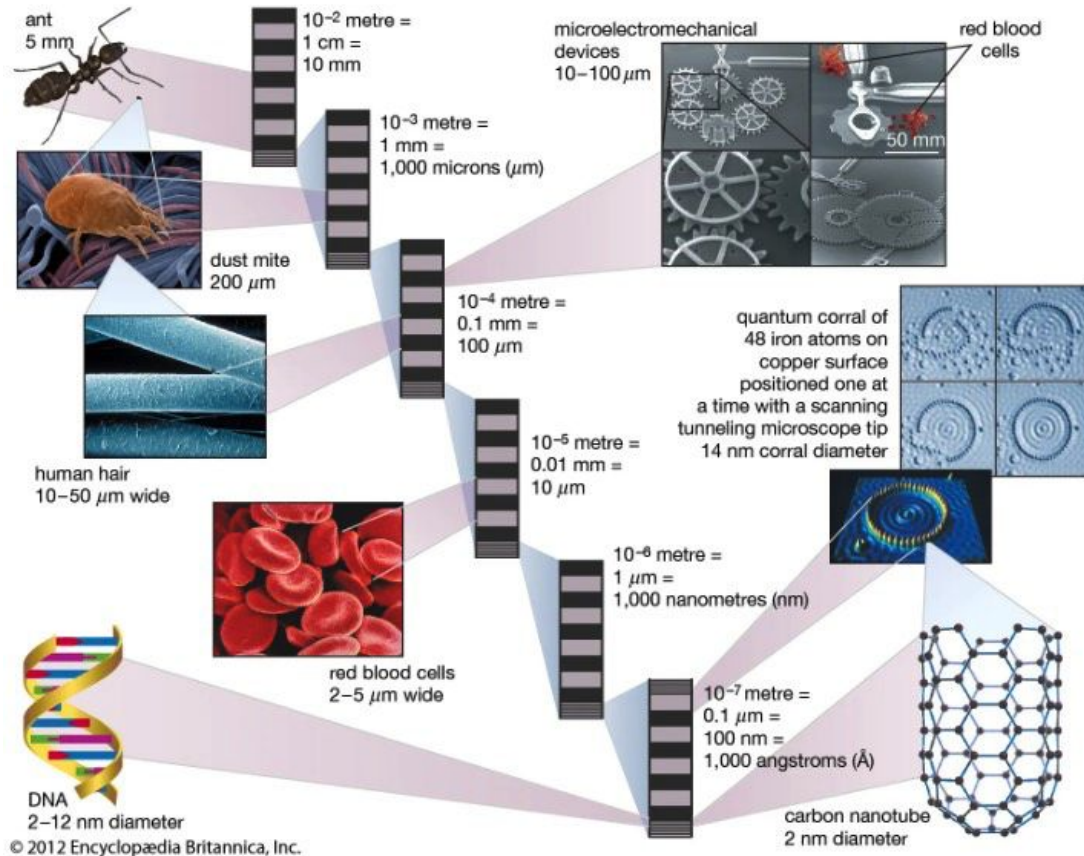 ant
5 mm
10⁻² metre =
1 cm =
10 mm
microelectromechanical
devices
10–100 μm
red blood
cells
50 mm
10⁻³ metre =
1 mm =
1,000 microns (μm)
dust mite
200 μm
10⁻⁴ metre =
0.1 mm =
100 μm
quantum corral of
48 iron atoms on
copper surface
positioned one at
a time with a scanning
tunneling microscope tip
14 nm corral diameter
human hair
10–50 μm wide
10⁻⁵ metre =
0.01 mm =
10 μm
10⁻⁶ metre =
1 μm =
1,000 nanometres (nm)
red blood cells
2–5 μm wide
10⁻⁷ metre =
0.1 μm =
100 nm =
1,000 angstroms (Å)
DNA
2–12 nm diameter
carbon nanotube
2 nm diameter
© 2012 Encyclopædia Britannica, Inc.